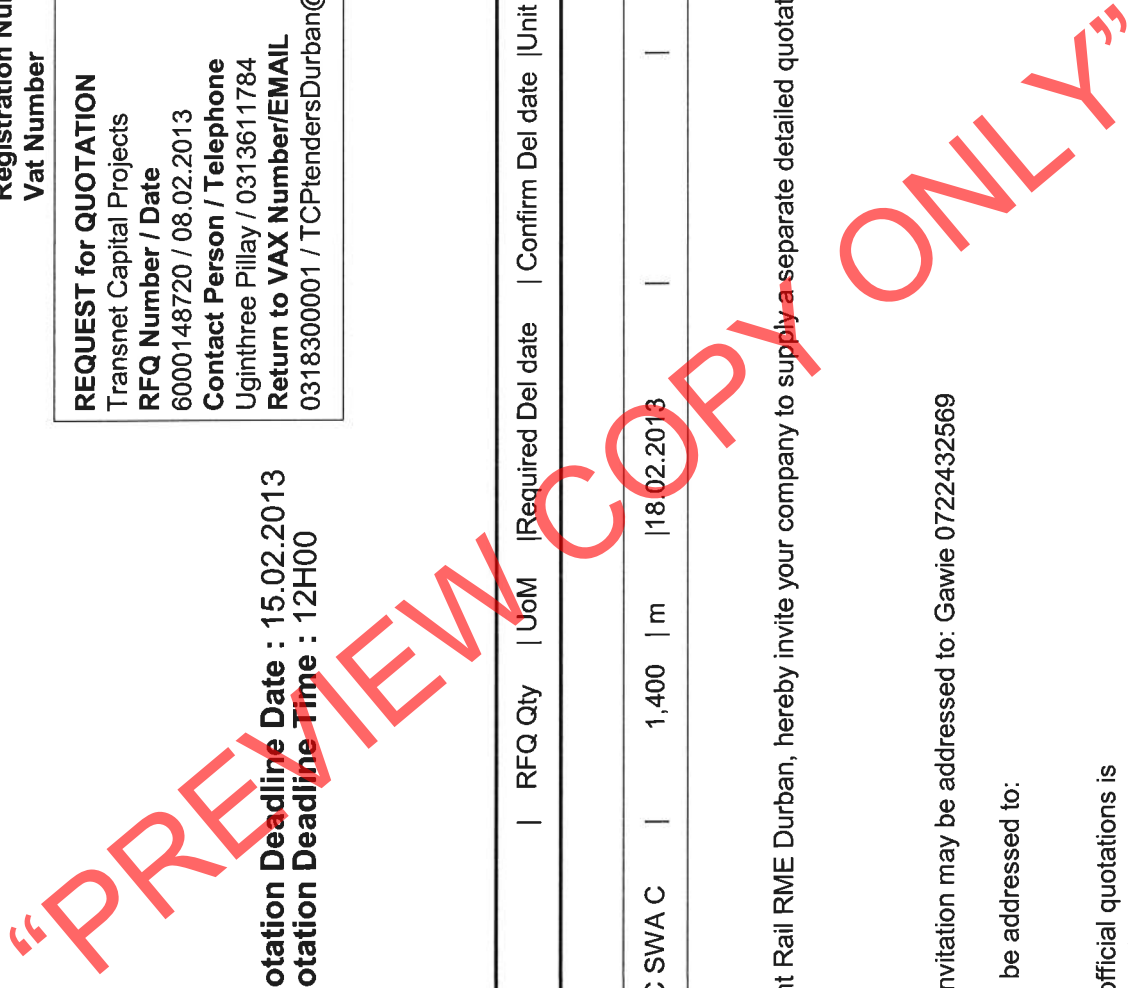 Registration Nu
Vat Number
REQUEST for QUOTATION
Transnet Capital Projects
RFQ Number / Date
6000148720 / 08.02.2013
Contact Person / Telephone
Uginthree Pillay / 0313611784
Return to VAX Number/EMAIL
0318300001 / TCPtendersDurban@
otation Deadline Date : 15.02.2013
otation Deadline Time : 12H00
| RFQ Qty | UoM |Required Del date | Confirm Del date |Unit
C SWA C | 1,400 | m |18.02.2013 | |
nt Rail RME Durban, hereby invite your company to supply a separate detailed quotat
nvitation may be addressed to: Gawie 0722432569
be addressed to:
official quotations is
“PREVIEW COPY ONLY”